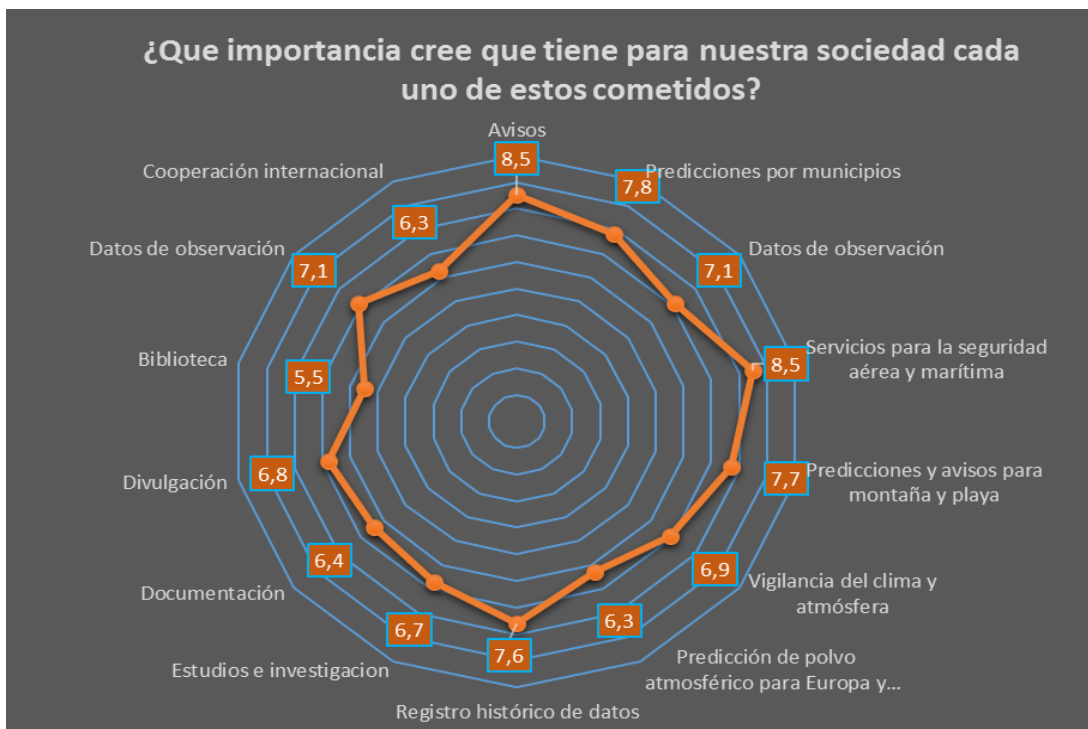 ¿Que importancia cree que tiene para nuestra sociedad cada
uno de estos cometidos?
Avisos
8,5
Predicciones por municipios
7,8
Datos de observación
7,1
Servicios para la seguridad
aérea y marítima
8,5
Predicciones y avisos para
montaña y playa
7,7
Vigilancia del clima y
atmósfera
6,9
Predicción de polvo
atmosférico para Europa y...
6,3
Registro histórico de datos
7,6
Estudios e investigacion
6,7
Documentación
6,4
Divulgación
6,8
Biblioteca
5,5
Datos de observación
7,1
Cooperación internacional
6,3